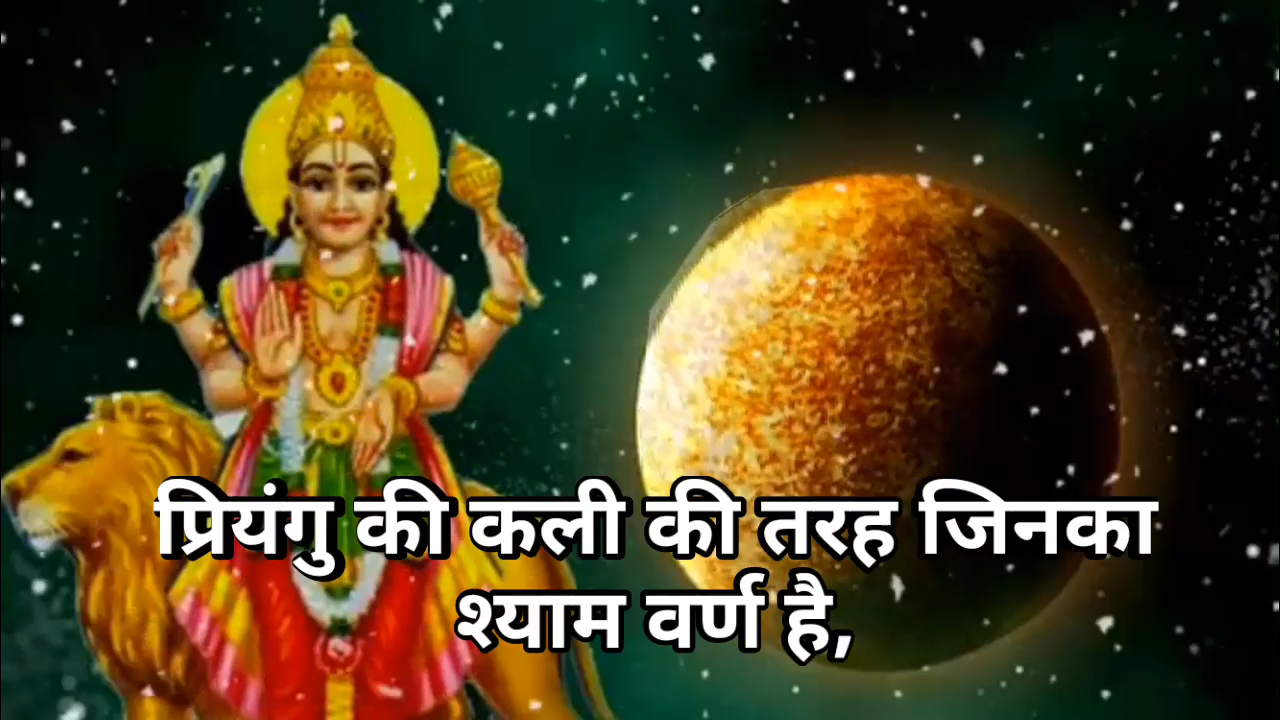 प्रियंगु की कली की तरह जिनका
श्याम वर्ण है,